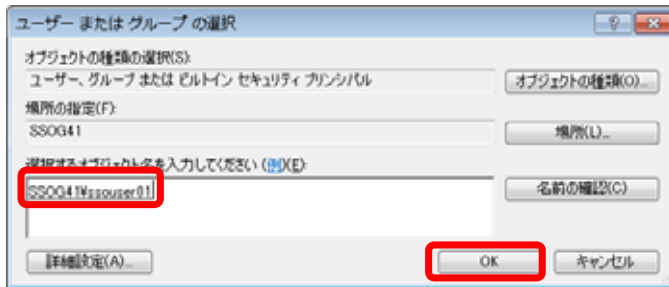 ユーザー または グループ の選択
オブジェクトの種類の選択(S):
ユーザー、グループ または ビルトイン セキュリティ プリンシパル
オブジェクトの種類(O)...
場所の指定(F):
SSOG41
場所(L)...
選択するオブジェクト名を入力してください (例)(E):
SSOG41¥ssouser01
名前の確認(C)
詳細設定(A)...
OK
キャンセル